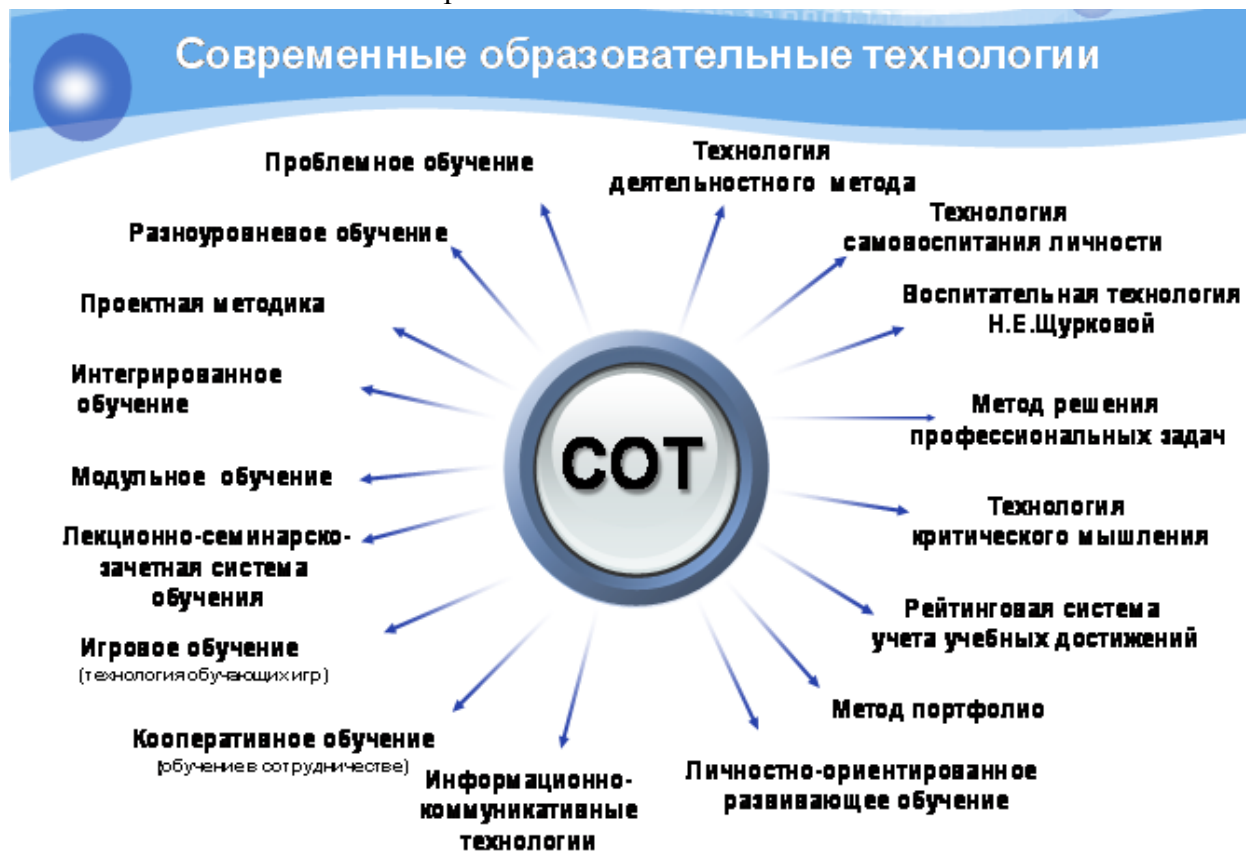 Современные образовательные технологии
Проблемное обучение
Технология
деятельностного метода
Разноуровневое обучение
Технология
самовоспитания личности
Проектная методика
Воспитательная технология
Н.Е.Щурковой
Интегрированное
обучение
Метод решения
профессиональных задач
СОТ
Модульное обучение
Технология
критического мышления
Лекционно-семинарско-
зачетная система
обучения
Рейтинговая система
учета учебных достижений
Игровое обучение
(технология обучающих игр)
Метод портфолио
Кооперативное обучение
(обучение в сотрудничестве)
Информационно-
коммуникативные
технологии
Личностно-ориентированное
развивающее обучение